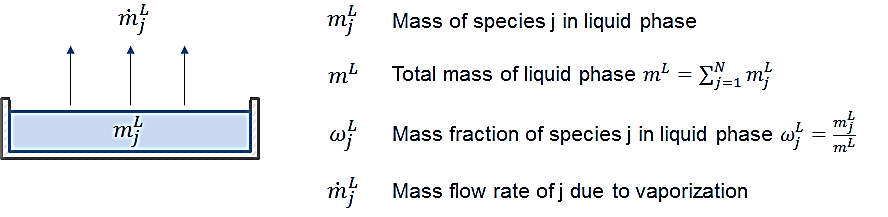 ṁ_j^L
m_j^L
m_j^L Mass of species j in liquid phase
m^L Total mass of liquid phase m^L = ∑_{j=1}^N m_j^L
ω_j^L Mass fraction of species j in liquid phase ω_j^L = m_j^L / m^L
ṁ_j^L Mass flow rate of j due to vaporization